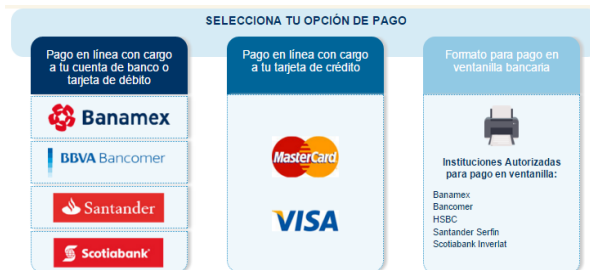 SELECCIONA TU OPCIÓN DE PAGO
Pago en línea con cargo
a tu cuenta de banco o
tarjeta de débito
Banamex
BBVA Bancomer
Santander
Scotiabank
Pago en línea con cargo
a tu tarjeta de crédito
MasterCard
VISA
Formato para pago en
ventanilla bancaria
Instituciones Autorizadas
para pago en ventanilla:
Banamex
Bancomer
HSBC
Santander Serfin
Scotiabank Inverlat